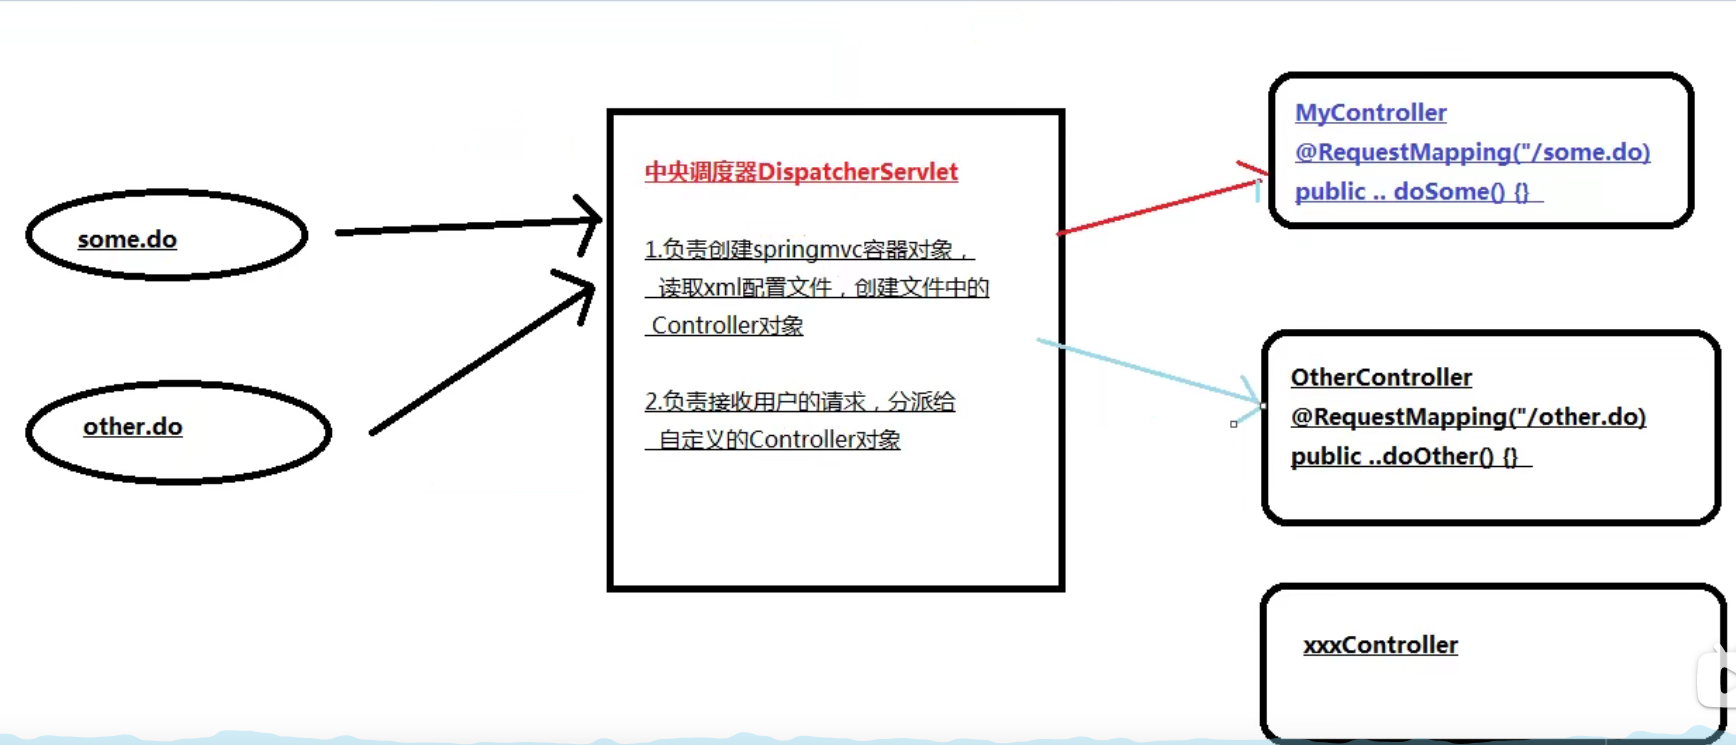 some.do
other.do
中央调度器DispatcherServlet
1.负责创建springmvc容器对象，
读取xml配置文件，创建文件中的
Controller对象
2.负责接收用户的请求，分派给
自定义的Controller对象
MyController
@RequestMapping("/some.do)
public .. doSome() {}
OtherController
@RequestMapping("/other.do)
public ..doOther() {}
xxxController